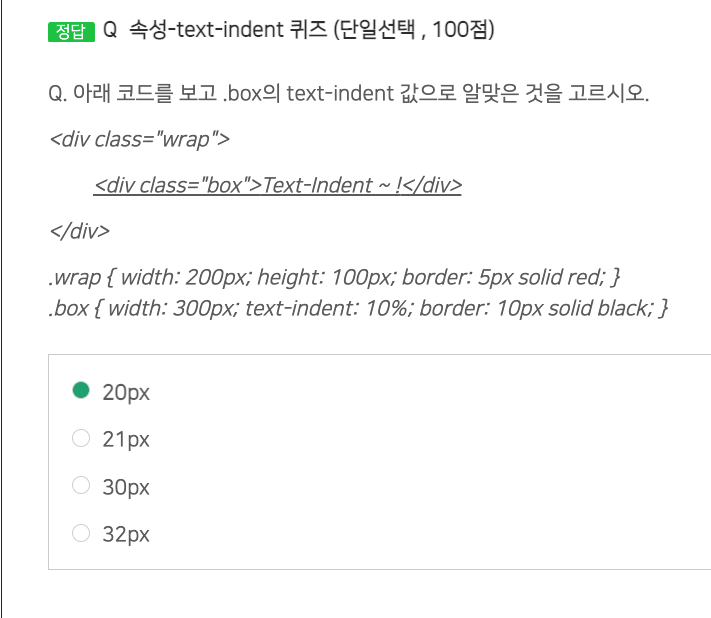 정답 Q 속성-text-indent 퀴즈 (단일선택 , 100점)
Q. 아래 코드를 보고 .box의 text-indent 값으로 알맞은 것을 고르시오.
<div class="wrap">
<div class="box">Text-Indent ~ !</div>
</div>
.wrap { width: 200px; height: 100px; border: 5px solid red; }
.box { width: 300px; text-indent: 10%; border: 10px solid black; }
20px
21px
30px
32px